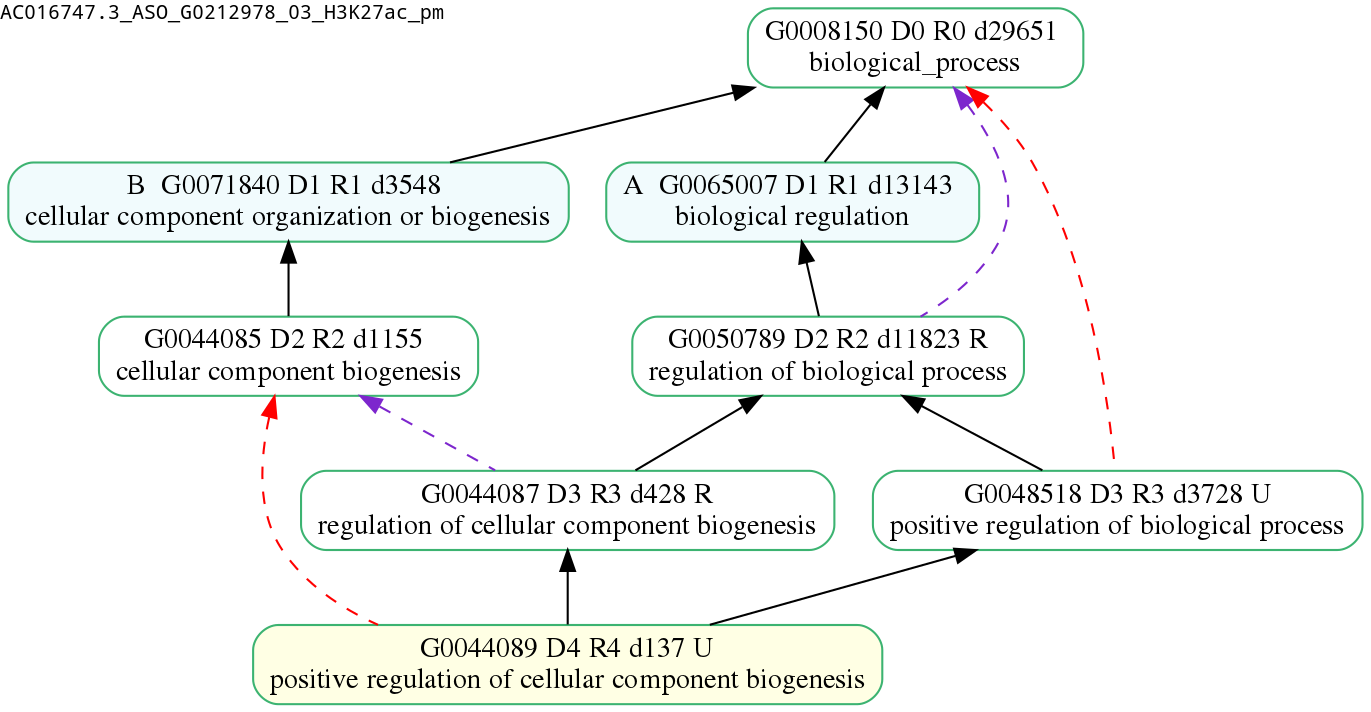 AC016747.3_ASO_G0212978_03_H3K27ac_pm
G0008150 D0 R0 d29651
biological_process
B  G0071840 D1 R1 d3548
cellular component organization or biogenesis
A  G0065007 D1 R1 d13143
biological regulation
G0044085 D2 R2 d1155
cellular component biogenesis
G0050789 D2 R2 d11823 R
regulation of biological process
G0044087 D3 R3 d428 R
regulation of cellular component biogenesis
G0048518 D3 R3 d3728 U
positive regulation of biological process
G0044089 D4 R4 d137 U
positive regulation of cellular component biogenesis